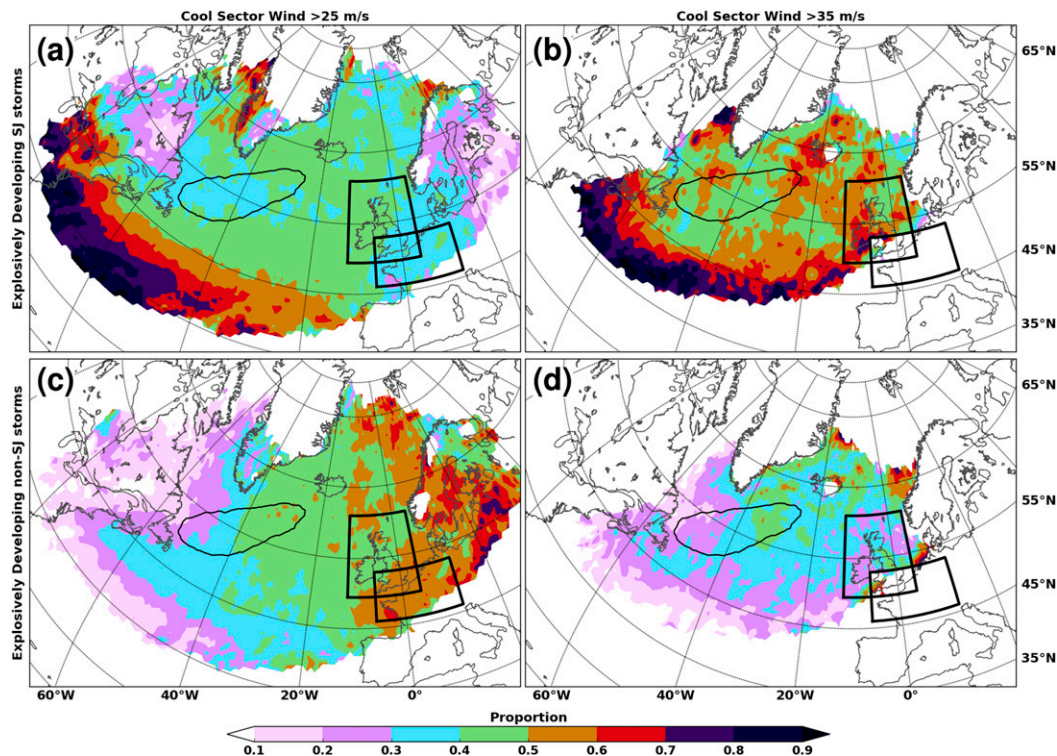 Cool Sector Wind >25 m/s
Cool Sector Wind >35 m/s
(a)
(b)
Explosively Developing SJ storms
65°N
55°N
45°N
35°N
(c)
(d)
Explosively Developing non-SJ storms
65°N
55°N
45°N
35°N
60°W 40°W 20°W 0°
60°W 40°W 20°W 0°
Proportion
0.1 0.2 0.3 0.4 0.5 0.6 0.7 0.8 0.9